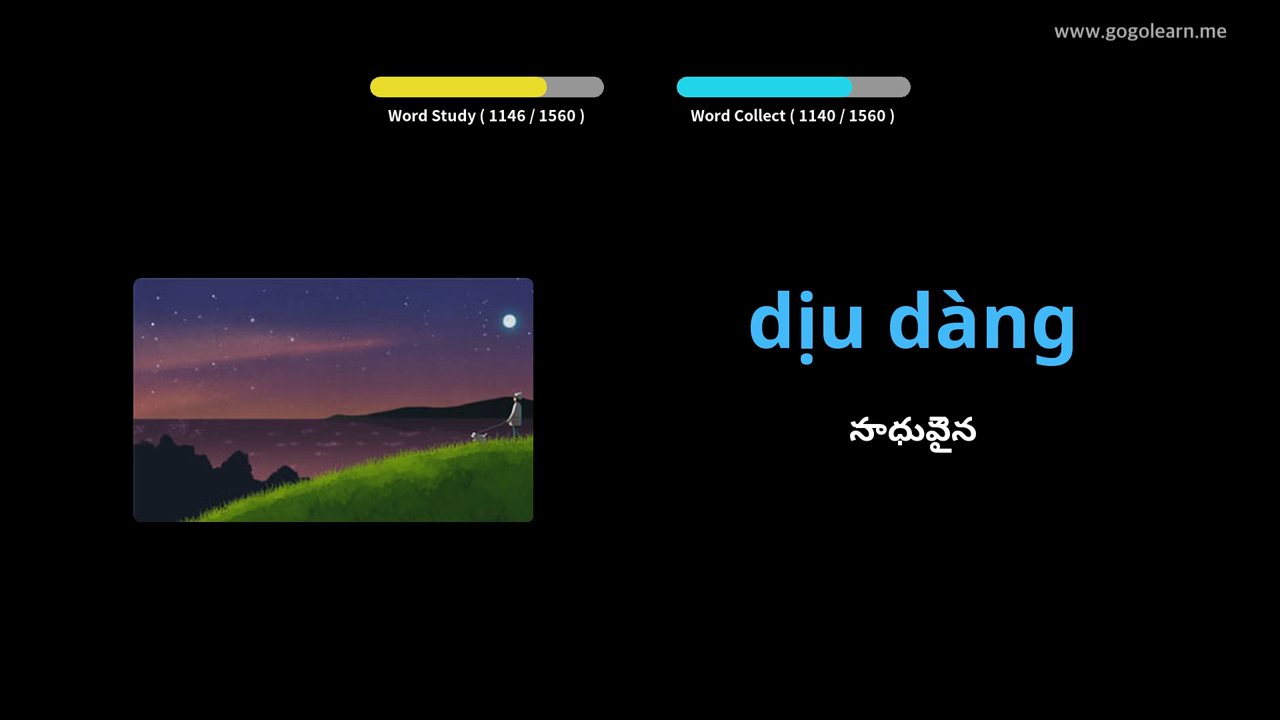 www.gogolearn.me
Word Study ( 1146 / 1560 )
Word Collect ( 1140 / 1560 )
dịu dàng
సాధువైన